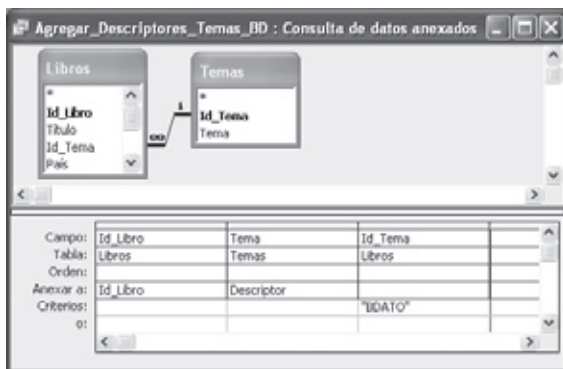 Agregar_Descriptores_Temas_BD : Consulta de datos anexados
Libros
*
Id_Libro
Título
Id_Tema
País
∞
1
Temas
*
Id_Tema
Tema
Campo: Id_Libro Tema Id_Tema
Tabla: Libros Temas Libros
Orden:
Anexar a: Id_Libro Descriptor
Criterios: "BDATO"
o: